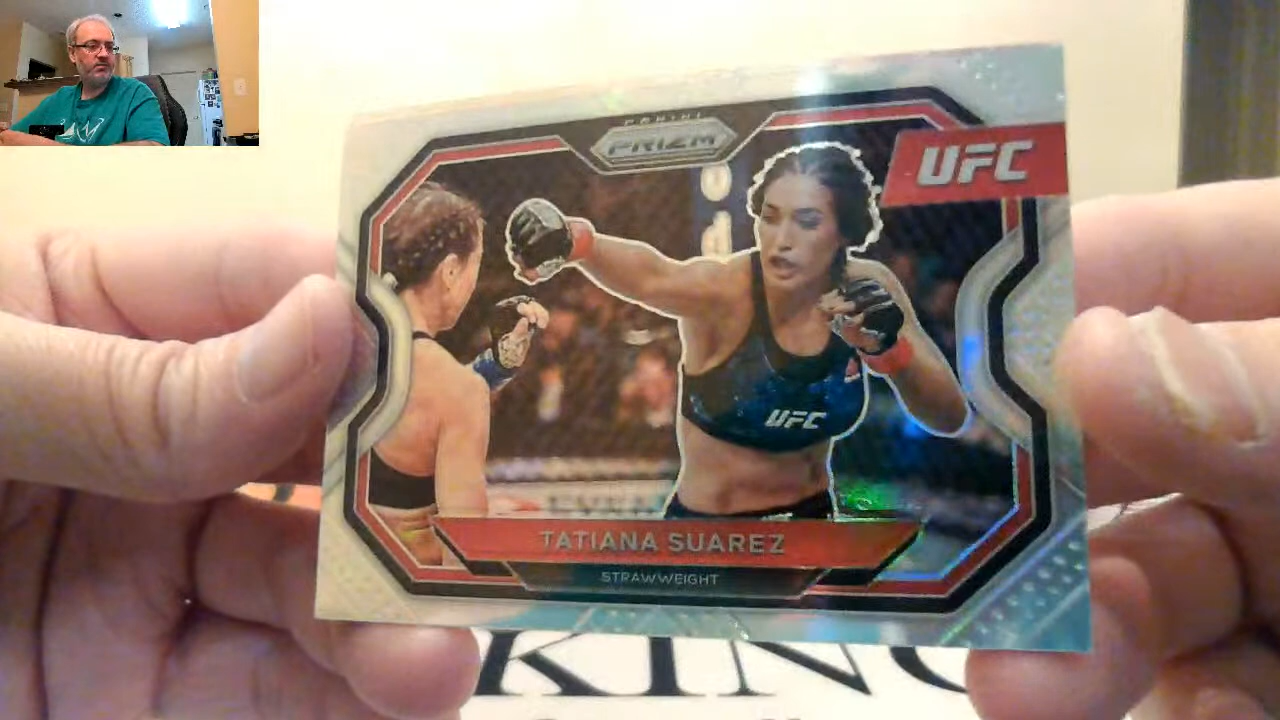 PANINI
PRIZM
UFC
UFC
TATIANA SUAREZ
STRAWWEIGHT
KING